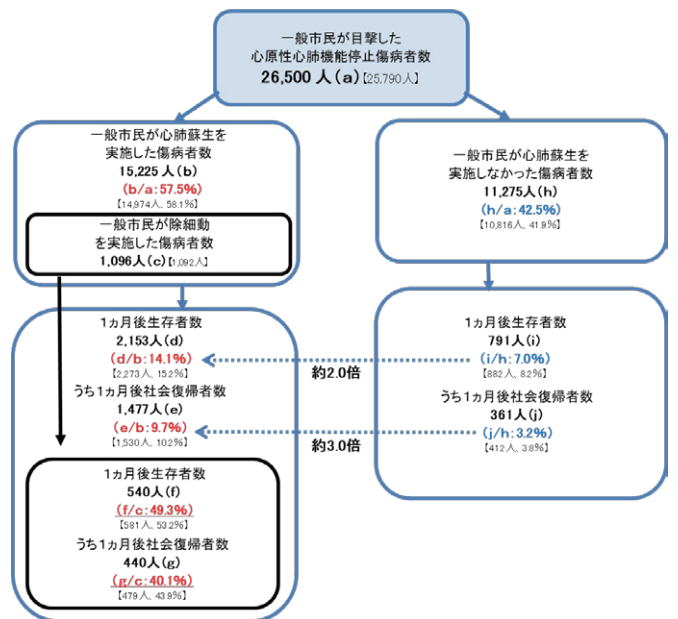 一般市民が目撃した
心原性心肺機能停止傷病者数
26,500 人(a)【25,790人】
一般市民が心肺蘇生を
実施した傷病者数
15,225人(b)
(b/a:57.5%)
【14,974人、58.1%】
一般市民が除細動
を実施した傷病者数
1,096人(c)【1,092人】
一般市民が心肺蘇生を
実施しなかった傷病者数
11,275人(h)
(h/a:42.5%)
【10,816人、41.9%】
1ヵ月後生存者数
2,153人(d)
(d/b:14.1%)
【2,273人、15.2%】
うち1ヵ月後社会復帰者数
1,477人(e)
(e/b:9.7%)
【1,530人、10.2%】
約2.0倍
約3.0倍
1ヵ月後生存者数
791人(i)
(i/h:7.0%)
【882人、8.2%】
うち1ヵ月後社会復帰者数
361人(j)
(j/h:3.2%)
【412人、3.8%】
1ヵ月後生存者数
540人(f)
(f/c:49.3%)
【581人、53.2%】
うち1ヵ月後社会復帰者数
440人(g)
(g/c:40.1%)
【479人、43.9%】